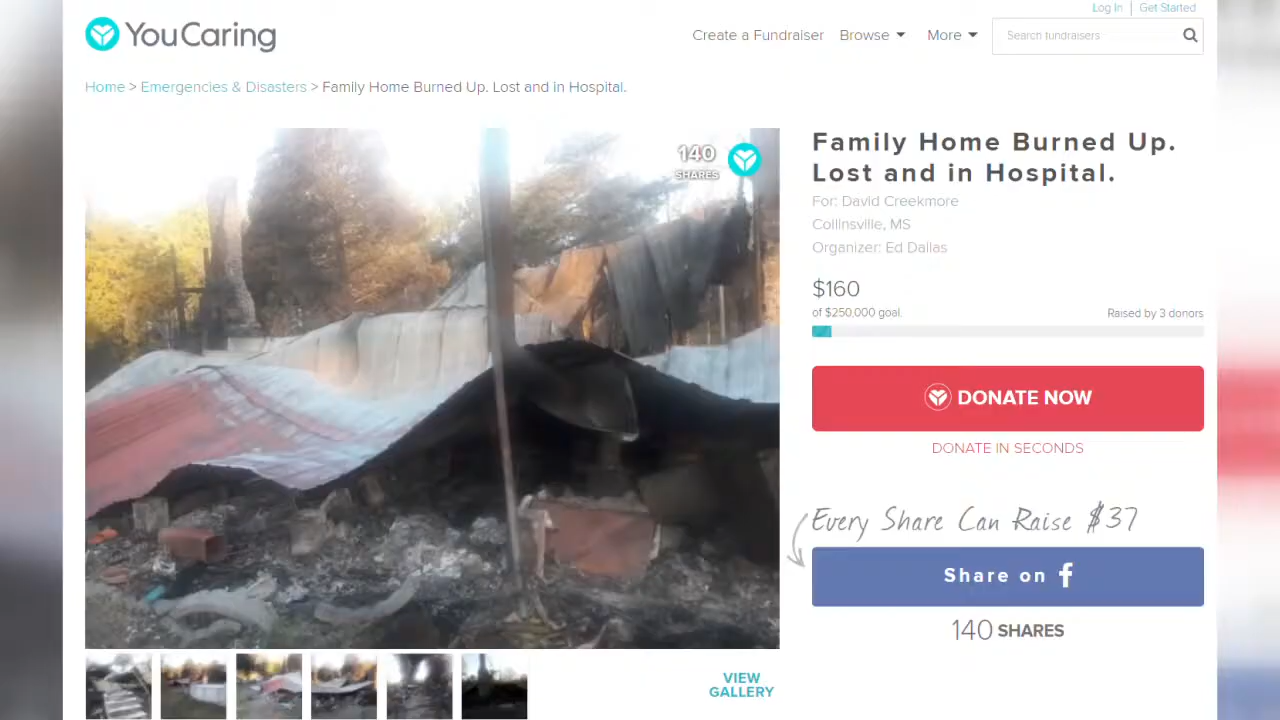 Log In | Get Started
YouCaring
Create a Fundraiser Browse More Search fundraisers
Home > Emergencies & Disasters > Family Home Burned Up. Lost and in Hospital.
140
SHARES
Family Home Burned Up.
Lost and in Hospital.
For: David Creekmore
Collinsville, MS
Organizer: Ed Dallas
$160
of $250,000 goal
Raised by 3 donors
DONATE NOW
DONATE IN SECONDS
Every Share Can Raise $37
Share on f
140 SHARES
VIEW
GALLERY